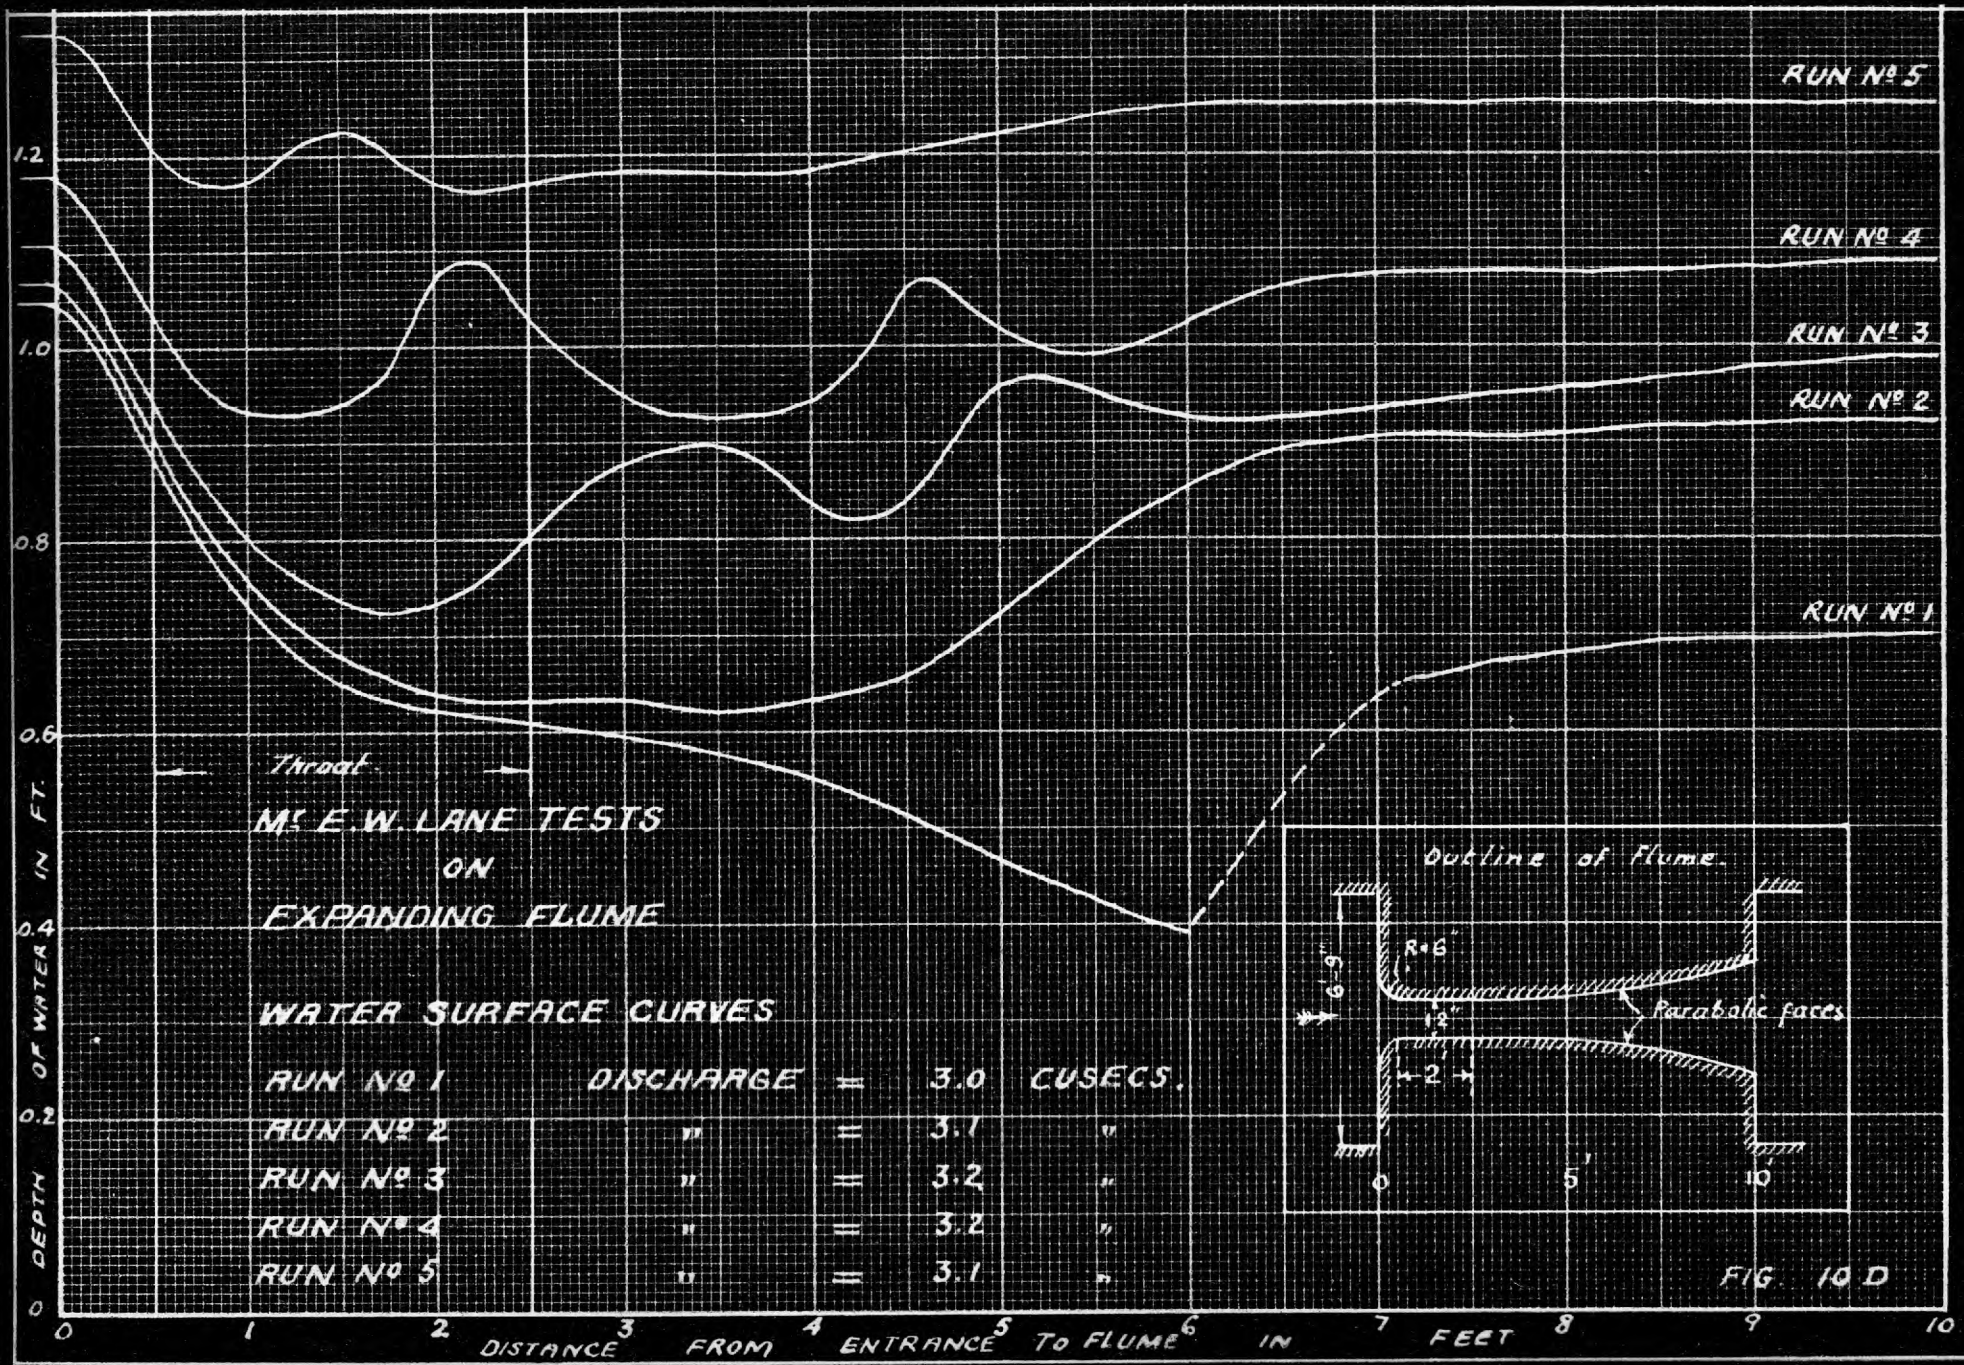 RUN Nº 5
RUN Nº 4
RUN Nº 3
RUN Nº 2
RUN Nº 1
1.2
1.0
0.8
0.6
0.4
0.2
0
DEPTH OF WATER IN FT.
Throat.
Mr E.W. LANE TESTS
ON
EXPANDING FLUME
WATER SURFACE CURVES
RUN Nº 1 DISCHARGE = 3.0 CUSECS.
RUN Nº 2 " = 3.1 "
RUN Nº 3 " = 3.2 "
RUN Nº 4 " = 3.2 "
RUN Nº 5 " = 3.1 "
Outline of Flume.
R=6"
6'-9"
12"
Parabolic faces
2'
0 5' 10'
FIG. 10 D
0 1 2 3 4 5 6 7 8 9 10
DISTANCE FROM ENTRANCE TO FLUME IN FEET